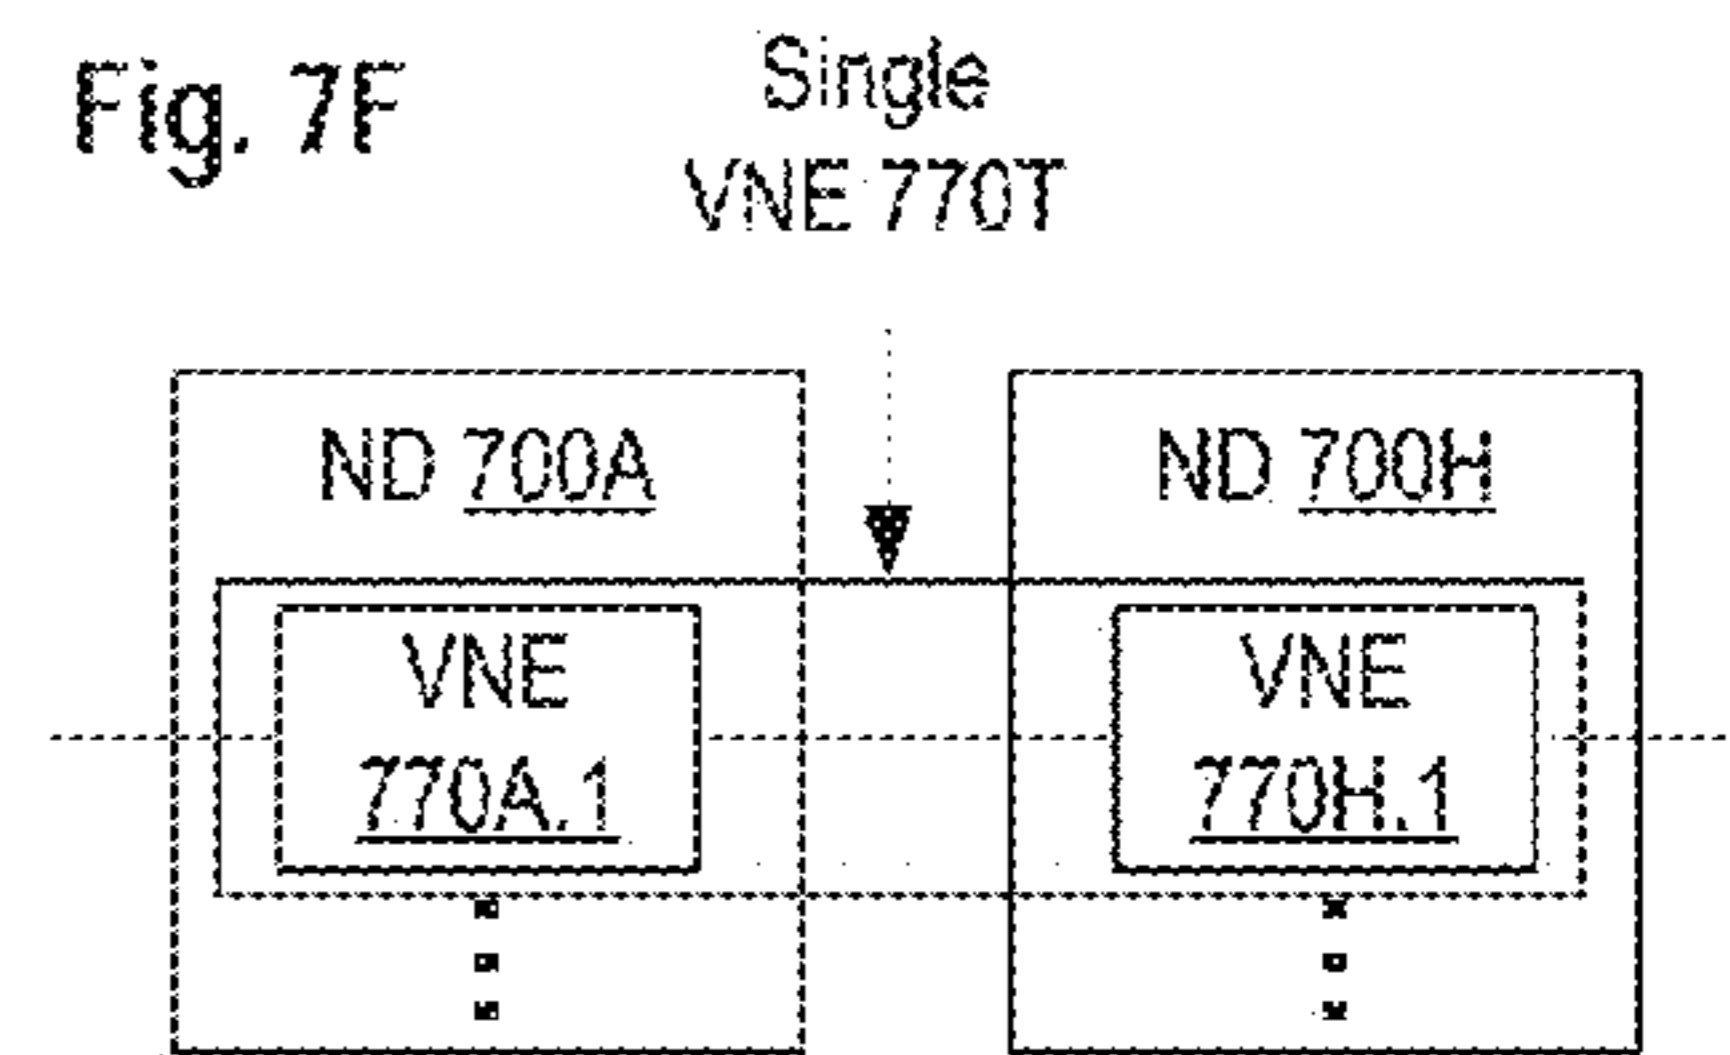 Fig. 7F
Single
VNE 770T
ND 700A
ND 700H
VNE
770A.1
VNE
770H.1